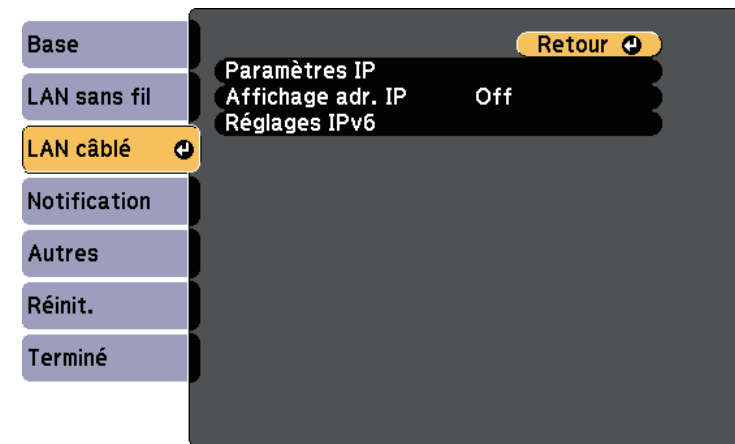 Base
LAN sans fil
LAN câblé
Notification
Autres
Réinit.
Terminé
Retour
Paramètres IP
Affichage adr. IP Off
Réglages IPv6